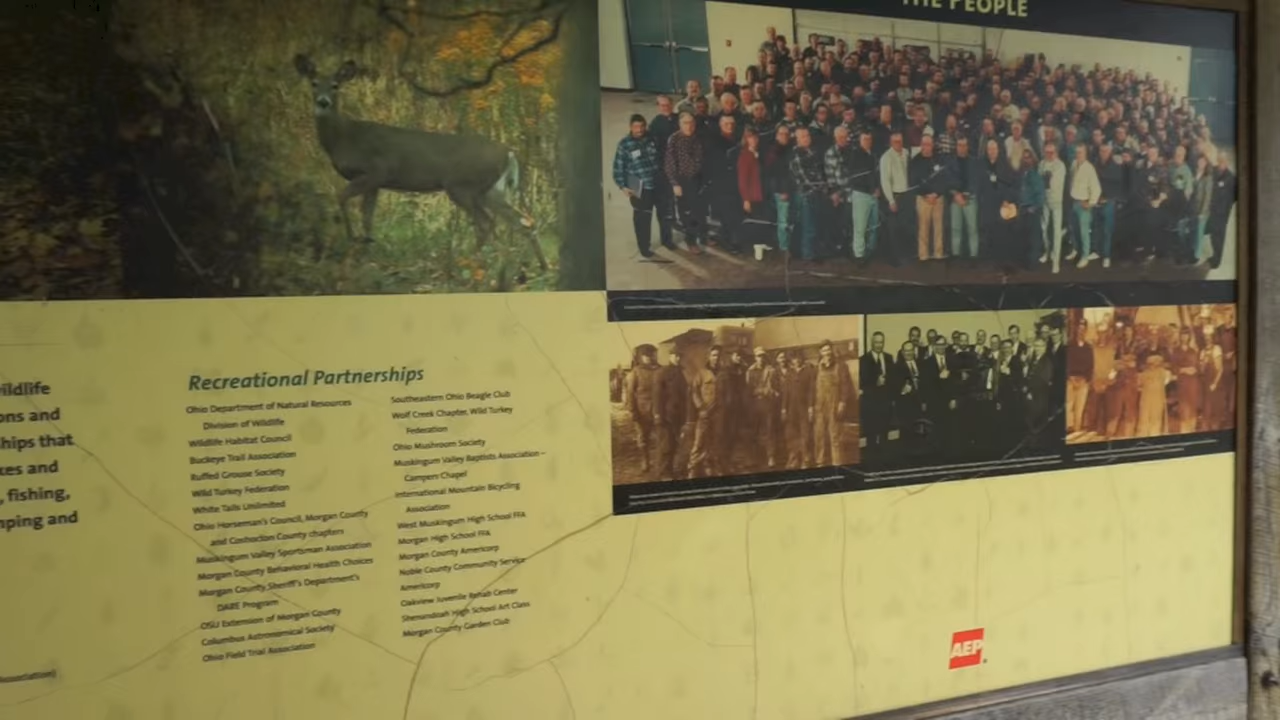 THE PEOPLE
ildlife
ons and
hips that
kes and
, fishing,
ping and
Recreational Partnerships
Ohio Department of Natural Resources
Division of Wildlife
Wildlife Habitat Council
Buckeye Trail Association
Ruffed Grouse Society
Wild Turkey Federation
White Tails Unlimited
Ohio Horseman's Council, Morgan County
and Coshocton County chapters
Muskingum Valley Sportsman Association
Morgan County Behavioral Health Choices
Morgan County Sheriff's Department's
DARE Program
OSU Extension of Morgan County
Columbus Astronomical Society
Ohio Field Trial Association
Southeastern Ohio Beagle Club
Wolf Creek Chapter, Wild Turkey
Federation
Ohio Mushroom Society
Muskingum Valley Baptists Association –
Campers Chapel
International Mountain Bicycling
Association
West Muskingum High School FFA
Morgan High School FFA
Morgan County Americorp
Noble County Community Service
Americorp
Oakview Juvenile Rehab Center
Shenandoah High School Art Class
Morgan County Garden Club
ssociation)
AEP